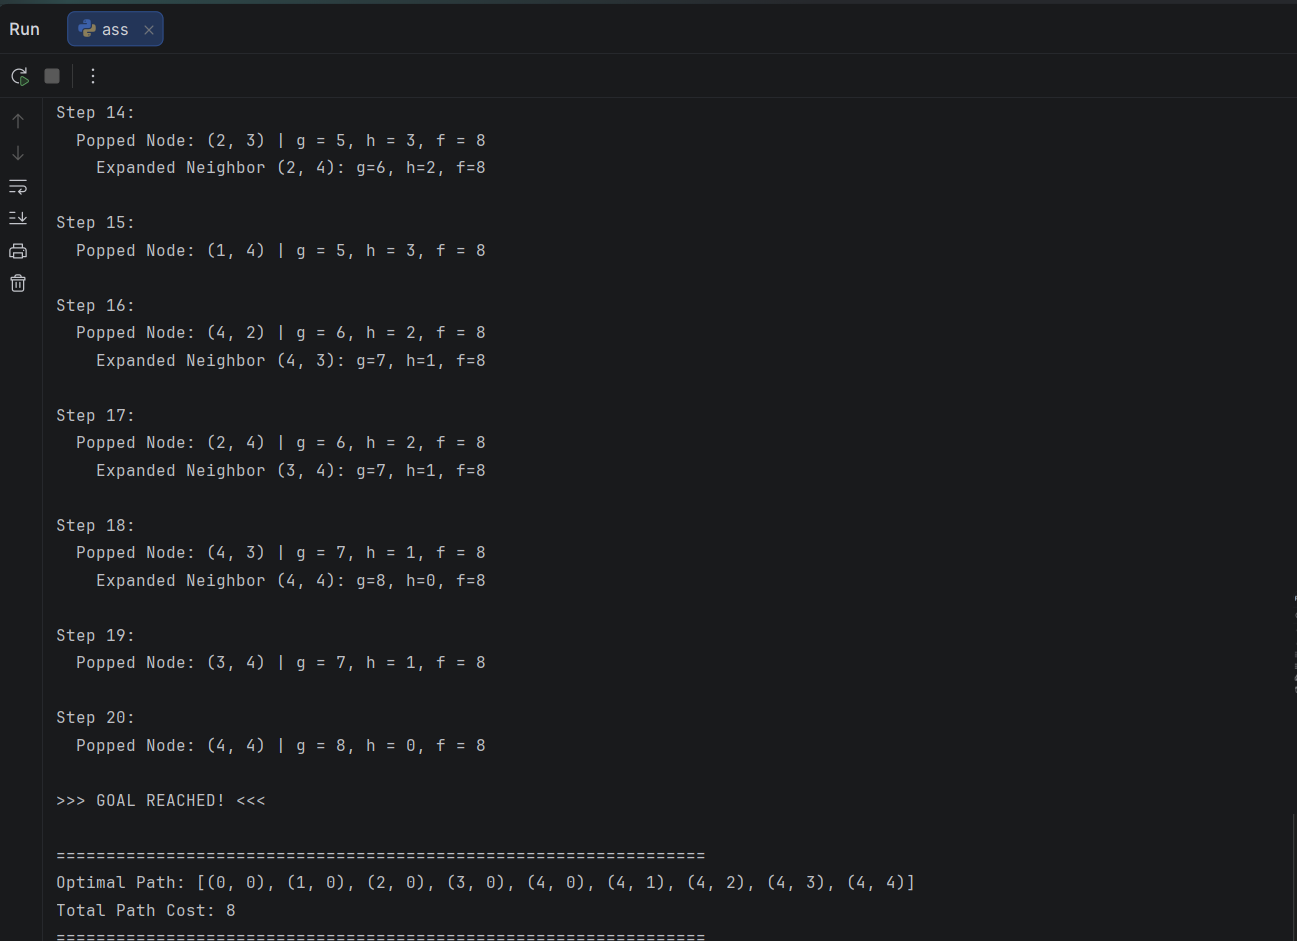 Run
ass
Step 14:
Popped Node: (2, 3) | g = 5, h = 3, f = 8
Expanded Neighbor (2, 4): g=6, h=2, f=8
Step 15:
Popped Node: (1, 4) | g = 5, h = 3, f = 8
Step 16:
Popped Node: (4, 2) | g = 6, h = 2, f = 8
Expanded Neighbor (4, 3): g=7, h=1, f=8
Step 17:
Popped Node: (2, 4) | g = 6, h = 2, f = 8
Expanded Neighbor (3, 4): g=7, h=1, f=8
Step 18:
Popped Node: (4, 3) | g = 7, h = 1, f = 8
Expanded Neighbor (4, 4): g=8, h=0, f=8
Step 19:
Popped Node: (3, 4) | g = 7, h = 1, f = 8
Step 20:
Popped Node: (4, 4) | g = 8, h = 0, f = 8
>>> GOAL REACHED! <<<
=================================================================
Optimal Path: [(0, 0), (1, 0), (2, 0), (3, 0), (4, 0), (4, 1), (4, 2), (4, 3), (4, 4)]
Total Path Cost: 8
=================================================================